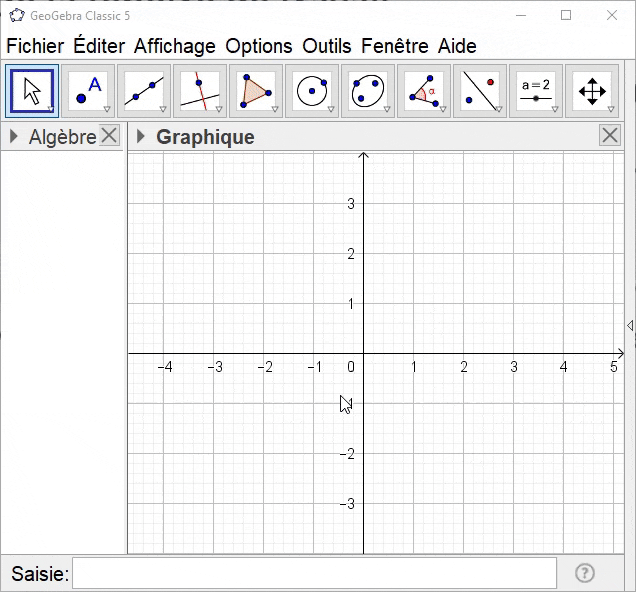 GeoGebra Classic 5
Fichier Éditer Affichage Options Outils Fenêtre Aide
A
α
a=2
Algèbre
Graphique
3
2
1
−4 −3 −2 −1 0 1 2 3 4 5
−2
−3
Saisie:
?